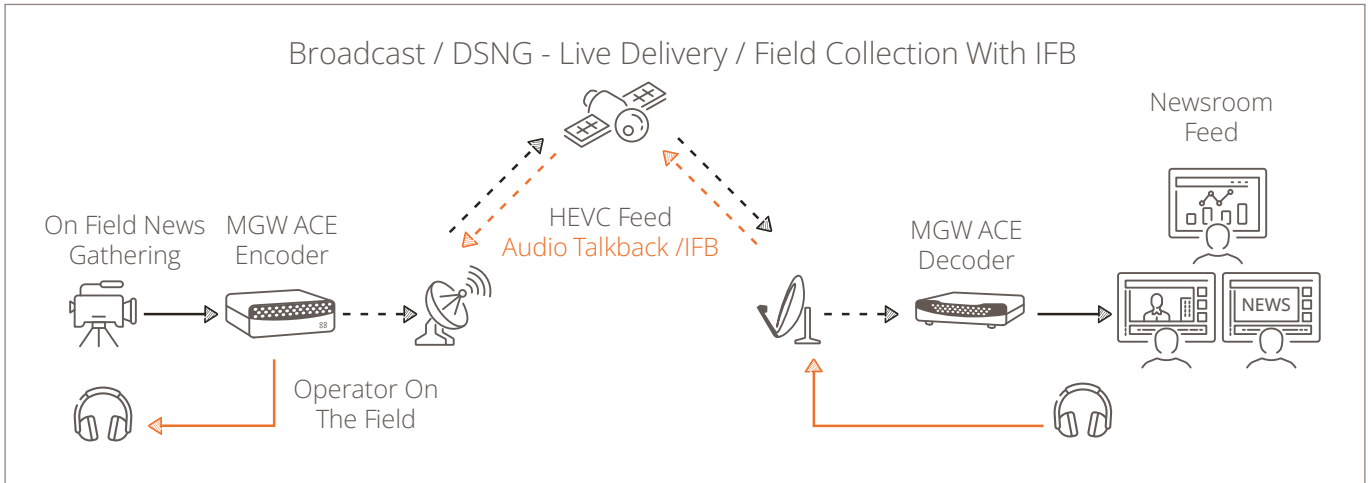 Broadcast / DSNG - Live Delivery / Field Collection With IFB
Newsroom
Feed
On Field News
Gathering
MGW ACE
Encoder
HEVC Feed
Audio Talkback /IFB
MGW ACE
Decoder
NEWS
Operator On
The Field